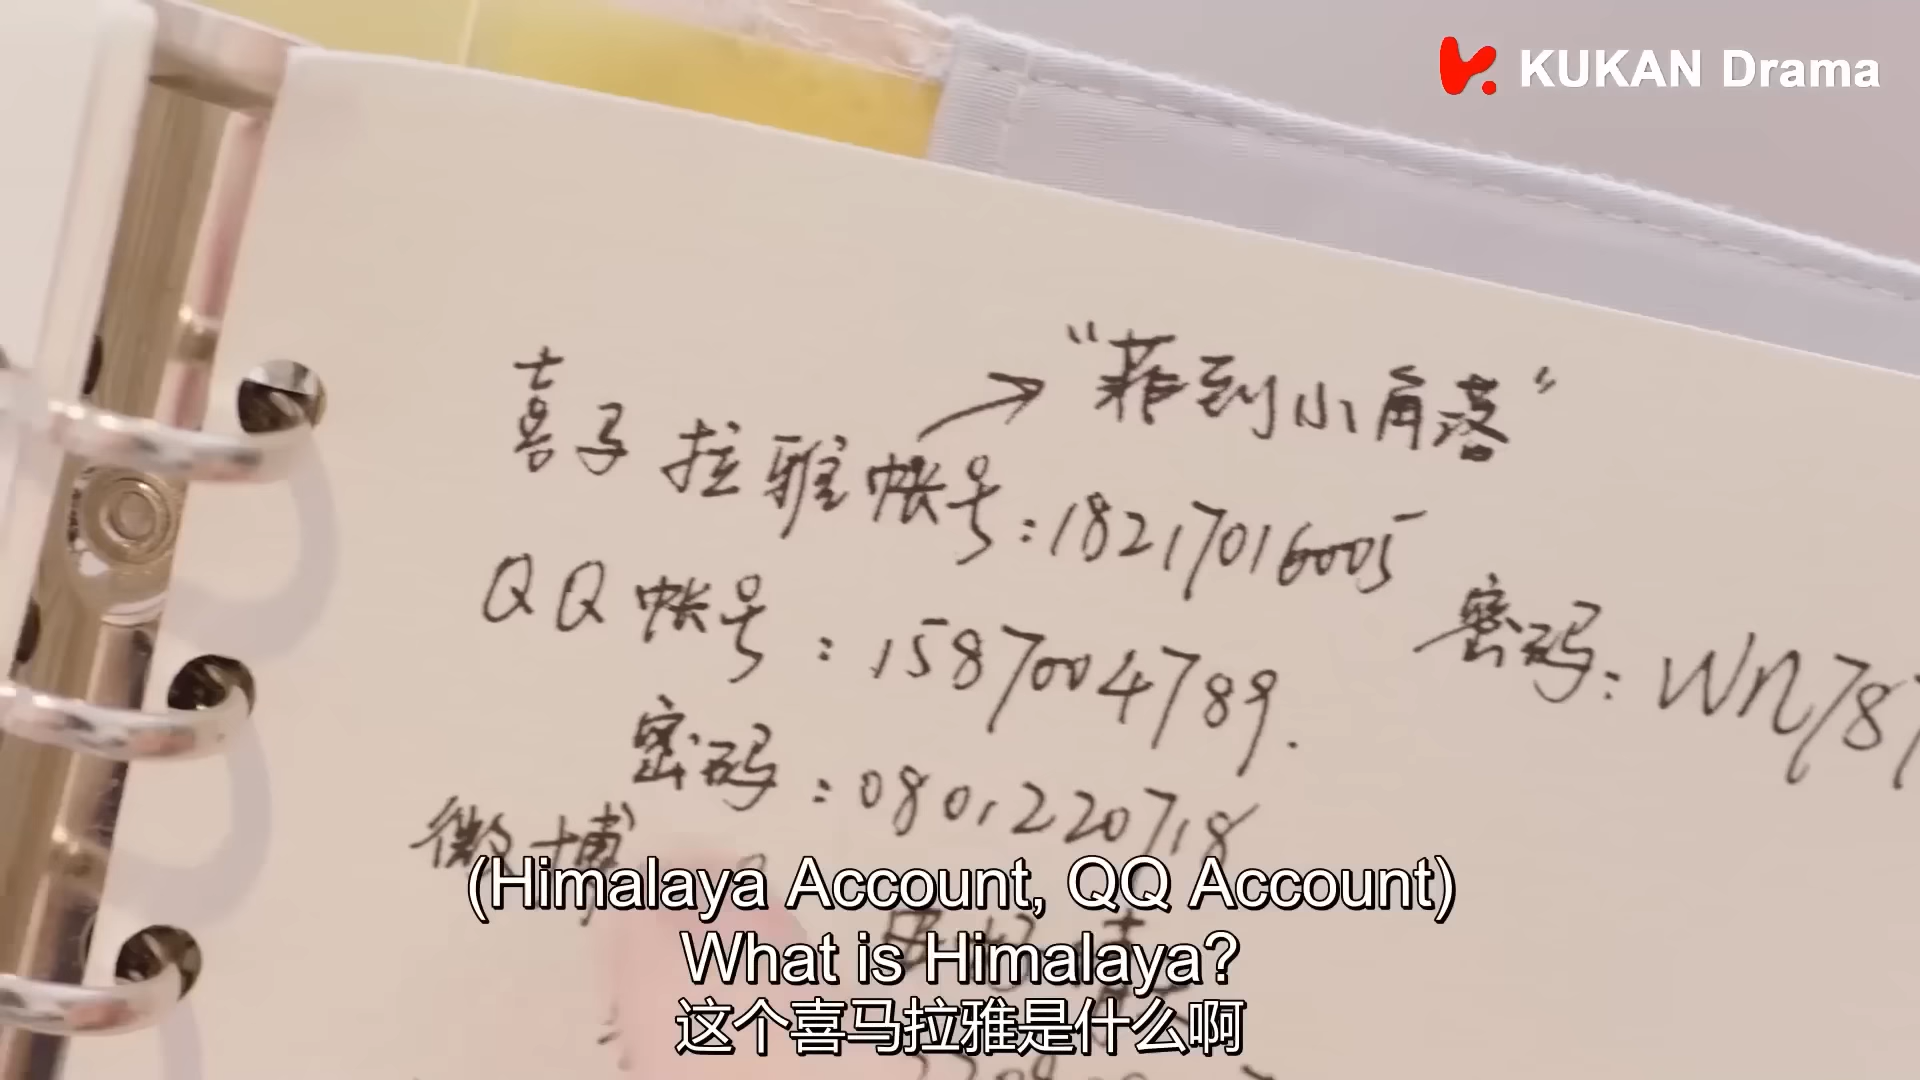 KUKAN Drama
"菲到小角落"
喜马拉雅帐号:18217016005
密码:Wn787
QQ帐号:1587004789.
密码:0801220718
微博
(Himalaya Account, QQ Account)
What is Himalaya?
这个喜马拉雅是什么啊